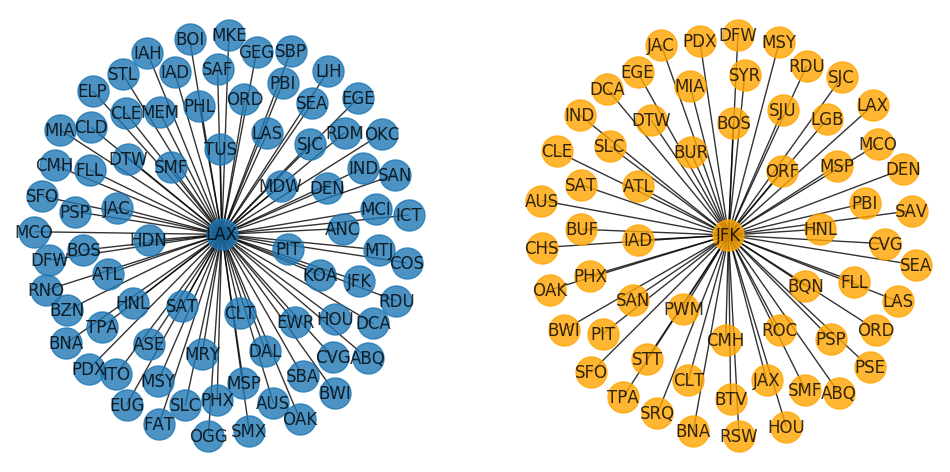 MKE
BOI
GEG
SBP
IAH
IAD
SAF
STL
PBI
LIH
ELP
ORD
SEA
EGE
CLE
MEM
PHL
MIA
CLD
LAS
RDM
OKC
SJC
TUS
CMH
FLL
DTW
SMF
IND
SAN
MDW
DEN
SFO
PSP
JAC
MCI
ICT
MCO
HDN
LAX
ANC
BOS
PIT
MTJ
COS
DFW
ATL
KOA
JFK
RNO
BZN
HNL
SAT
RDU
TPA
CLT
EWR
HOU
DCA
BNA
ASE
MRY
DAL
CVG
ABQ
PDX
ITO
MSY
MSP
SBA
BWI
EUG
SLC
PHX
AUS
FAT
OGG
SMX
OAK
DFW
JAC
PDX
MSY
EGE
RDU
DCA
MIA
SYR
SJC
IND
DTW
BOS
SJU
LGB
LAX
CLE
SLC
BUR
MCO
ORF
MSP
DEN
SAT
ATL
AUS
PBI
SAV
BUF
IAD
JFK
HNL
CHS
CVG
SEA
OAK
PHX
BQN
FLL
SAN
PWM
LAS
BWI
PIT
CMH
ROC
PSP
ORD
SFO
STT
PSE
TPA
CLT
JAX
SMF
ABQ
SRQ
BTV
BNA
RSW
HOU